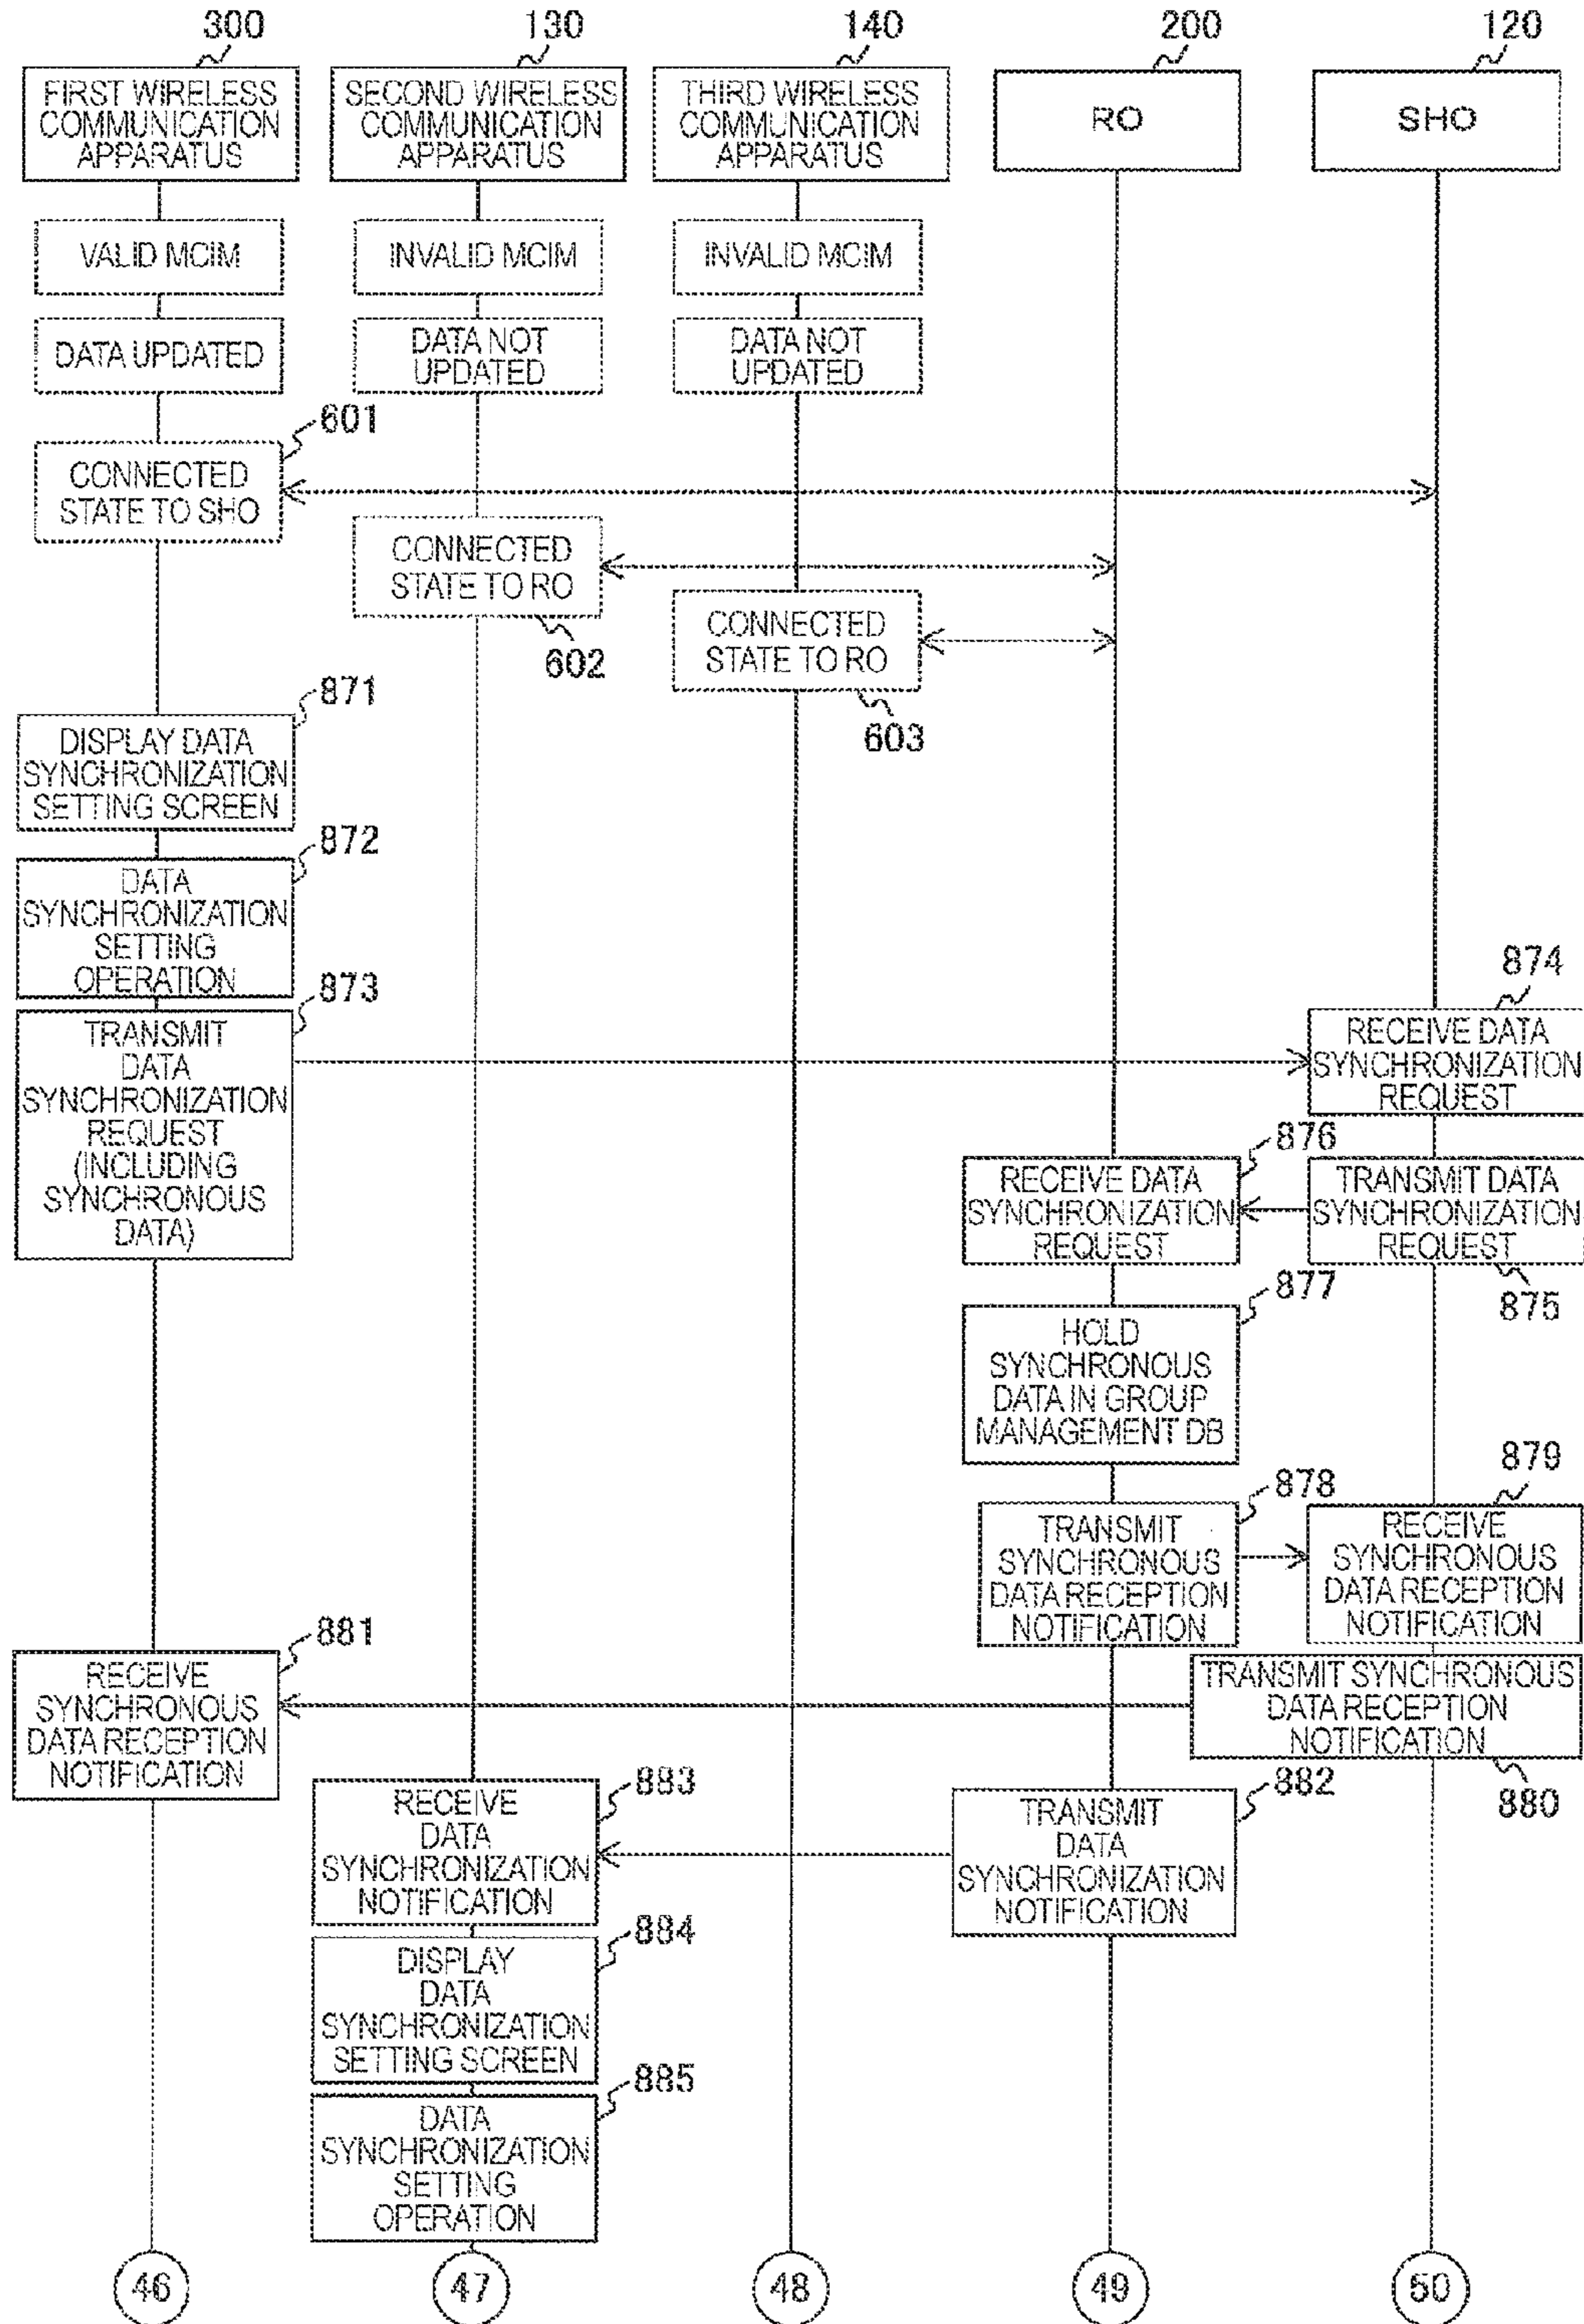 300
130
140
200
120
FIRST WIRELESS
COMMUNICATION
APPARATUS
SECOND WIRELESS
COMMUNICATION
APPARATUS
THIRD WIRELESS
COMMUNICATION
APPARATUS
RO
SHO
VALID MCIM
INVALID MCIM
INVALID MCIM
DATA UPDATED
DATA NOT
UPDATED
DATA NOT
UPDATED
601
CONNECTED
STATE TO SHO
CONNECTED
STATE TO RO
602
CONNECTED
STATE TO RO
603
871
DISPLAY DATA
SYNCHRONIZATION
SETTING SCREEN
872
DATA
SYNCHRONIZATION
SETTING
OPERATION
873
TRANSMIT
DATA
SYNCHRONIZATION
REQUEST
(INCLUDING
SYNCHRONOUS
DATA)
874
RECEIVE DATA
SYNCHRONIZATION
REQUEST
876
RECEIVE DATA
SYNCHRONIZATION
REQUEST
TRANSMIT DATA
SYNCHRONIZATION
REQUEST
875
877
HOLD
SYNCHRONOUS
DATA IN GROUP
MANAGEMENT DB
878
TRANSMIT
SYNCHRONOUS
DATA RECEPTION
NOTIFICATION
879
RECEIVE
SYNCHRONOUS
DATA RECEPTION
NOTIFICATION
881
RECEIVE
SYNCHRONOUS
DATA RECEPTION
NOTIFICATION
TRANSMIT SYNCHRONOUS
DATA RECEPTION
NOTIFICATION
880
883
RECEIVE
DATA
SYNCHRONIZATION
NOTIFICATION
882
TRANSMIT
DATA
SYNCHRONIZATION
NOTIFICATION
884
DISPLAY
DATA
SYNCHRONIZATION
SETTING SCREEN
885
DATA
SYNCHRONIZATION
SETTING
OPERATION
46
47
48
49
50